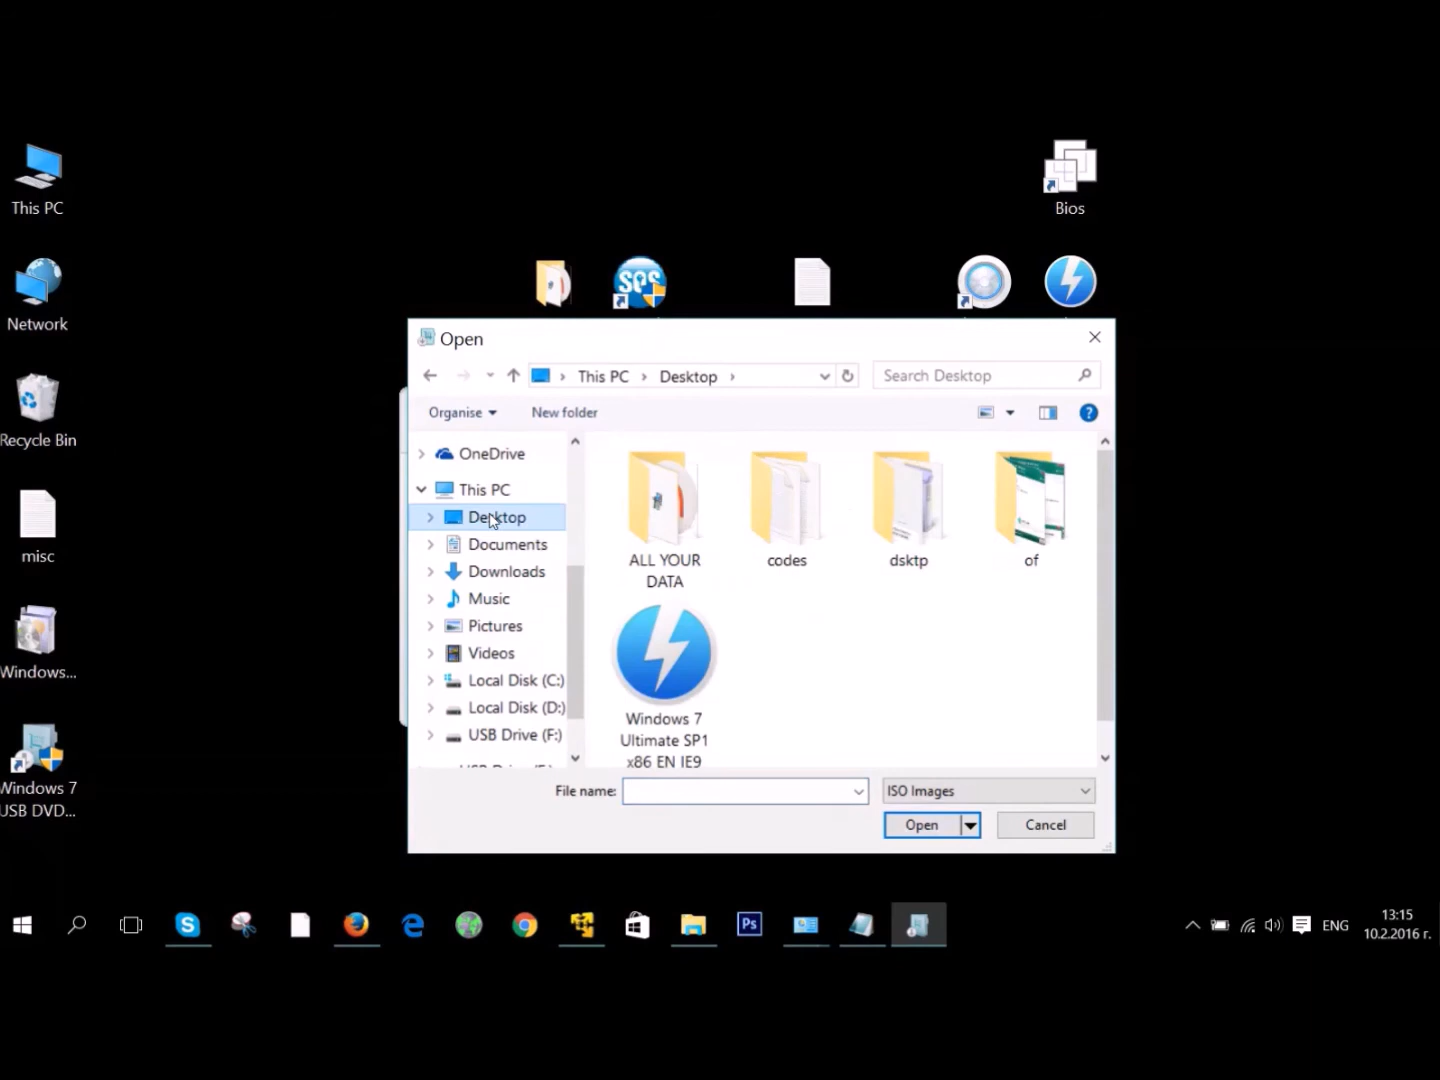 This PC
Bios
Network
SPS
Open
This PC
Desktop
Search Desktop
Organise
New folder
Recycle Bin
OneDrive
This PC
Desktop
Documents
Downloads
Music
Pictures
Videos
Local Disk (C:)
Local Disk (D:)
USB Drive (F:)
ALL YOUR
DATA
codes
dsktp
of
Windows 7
Ultimate SP1
x86 EN IE9
misc
Windows...
Windows 7
USB DVD...
File name:
ISO Images
Open
Cancel
Ps
ENG
13:15
10.2.2016 г.